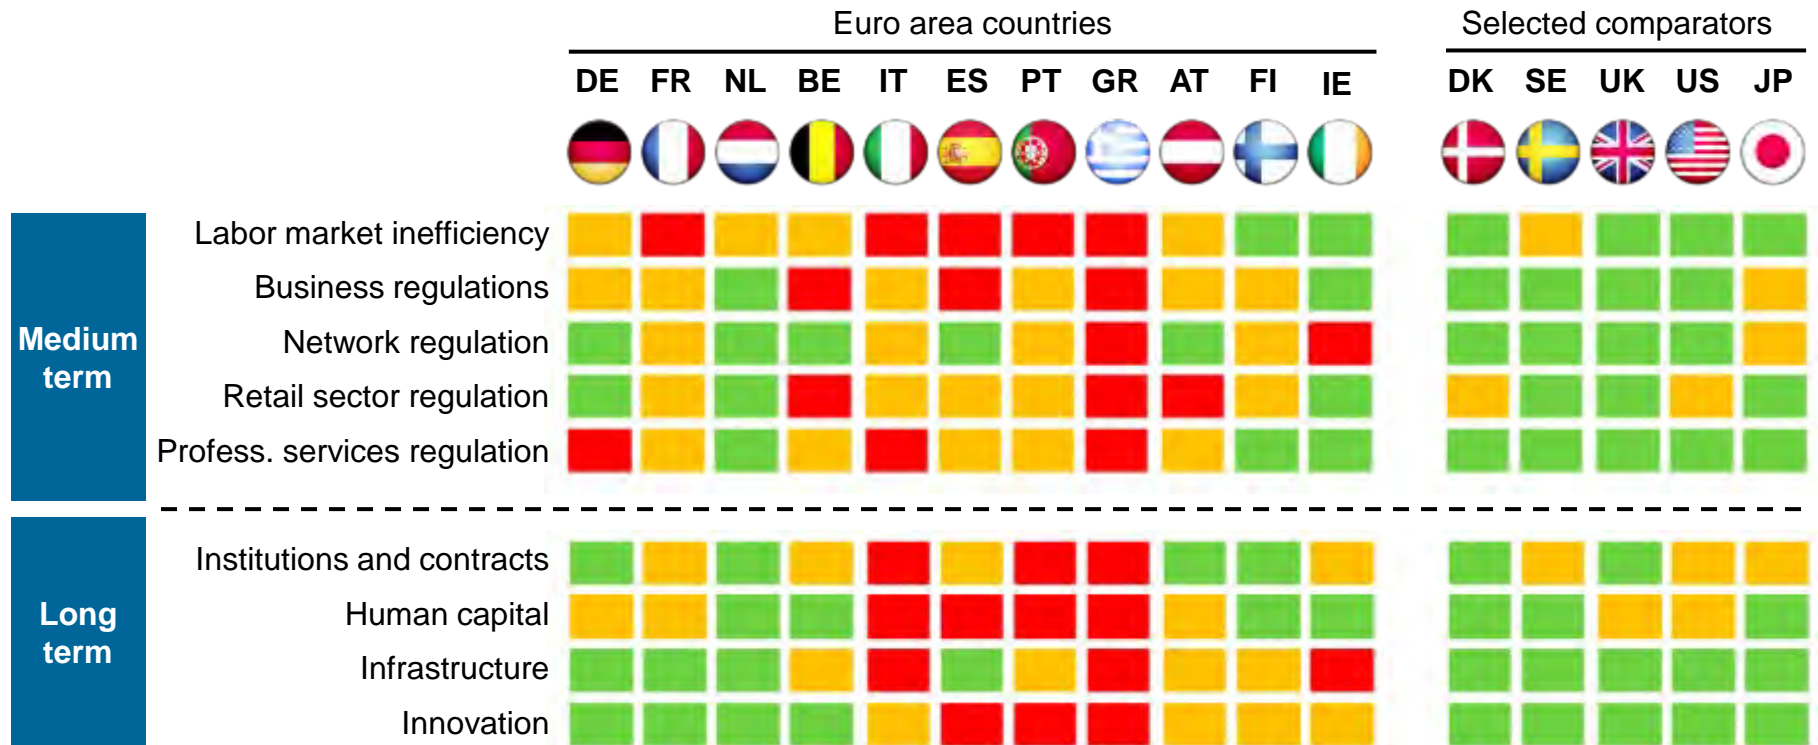 Euro area countries
Selected comparators
DE FR NL BE IT ES PT GR AT FI IE
DK SE UK US JP
Medium
term
Labor market inefficiency
Business regulations
Network regulation
Retail sector regulation
Profess. services regulation
Long
term
Institutions and contracts
Human capital
Infrastructure
Innovation